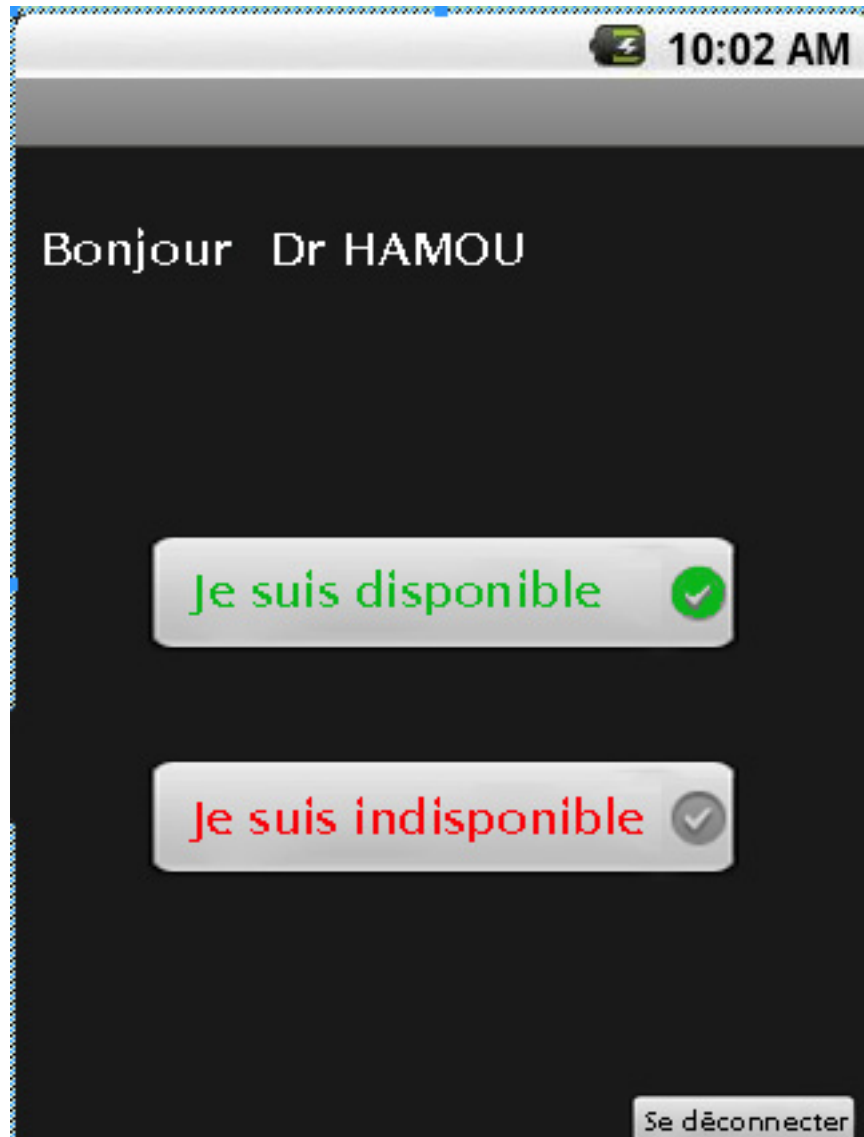 10:02 AM
Bonjour Dr HAMOU
Je suis disponible
Je suis indisponible
Se déconnecter